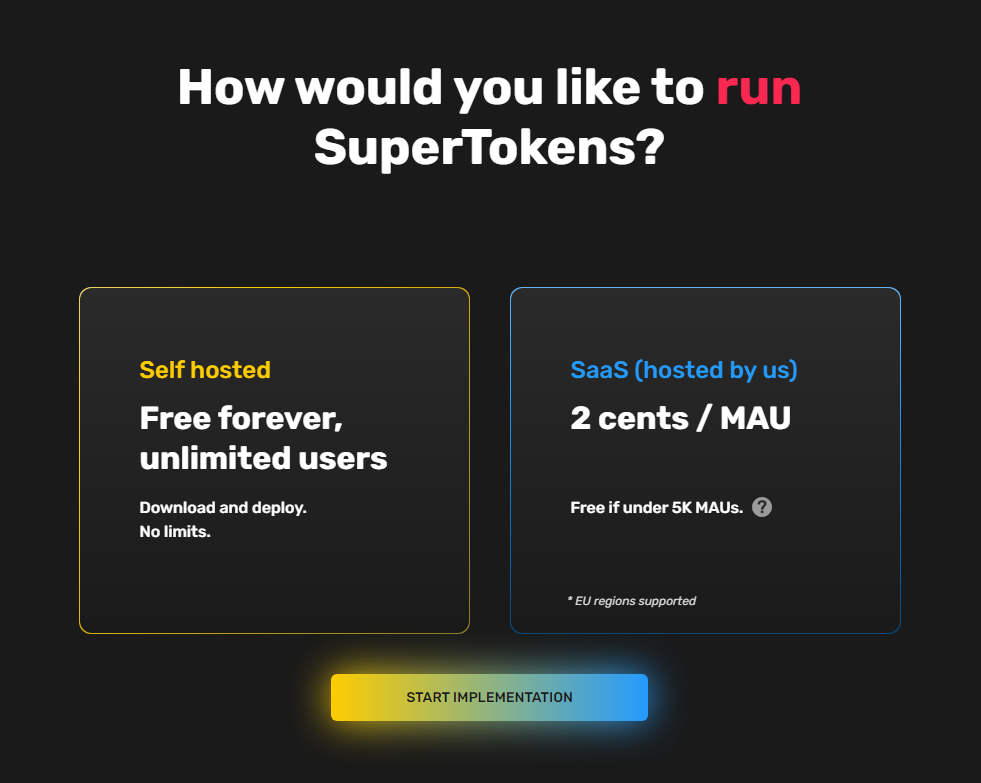 How would you like to run
SuperTokens?
Self hosted
Free forever,
unlimited users
Download and deploy.
No limits.
SaaS (hosted by us)
2 cents / MAU
Free if under 5K MAUs. ?
* EU regions supported
START IMPLEMENTATION